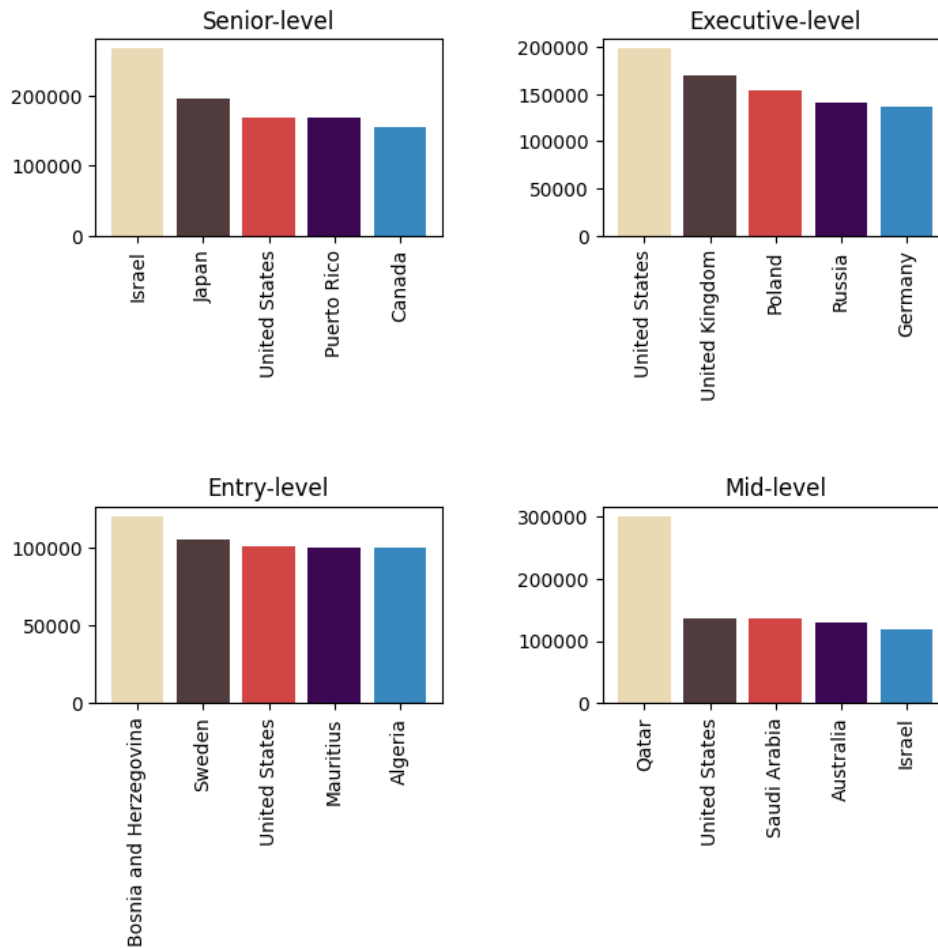 Senior-level
200000
100000
0
Israel
Japan
United States
Puerto Rico
Canada
Executive-level
200000
150000
100000
50000
0
United States
United Kingdom
Poland
Russia
Germany
Entry-level
100000
50000
0
Bosnia and Herzegovina
Sweden
United States
Mauritius
Algeria
Mid-level
300000
200000
100000
0
Qatar
United States
Saudi Arabia
Australia
Israel